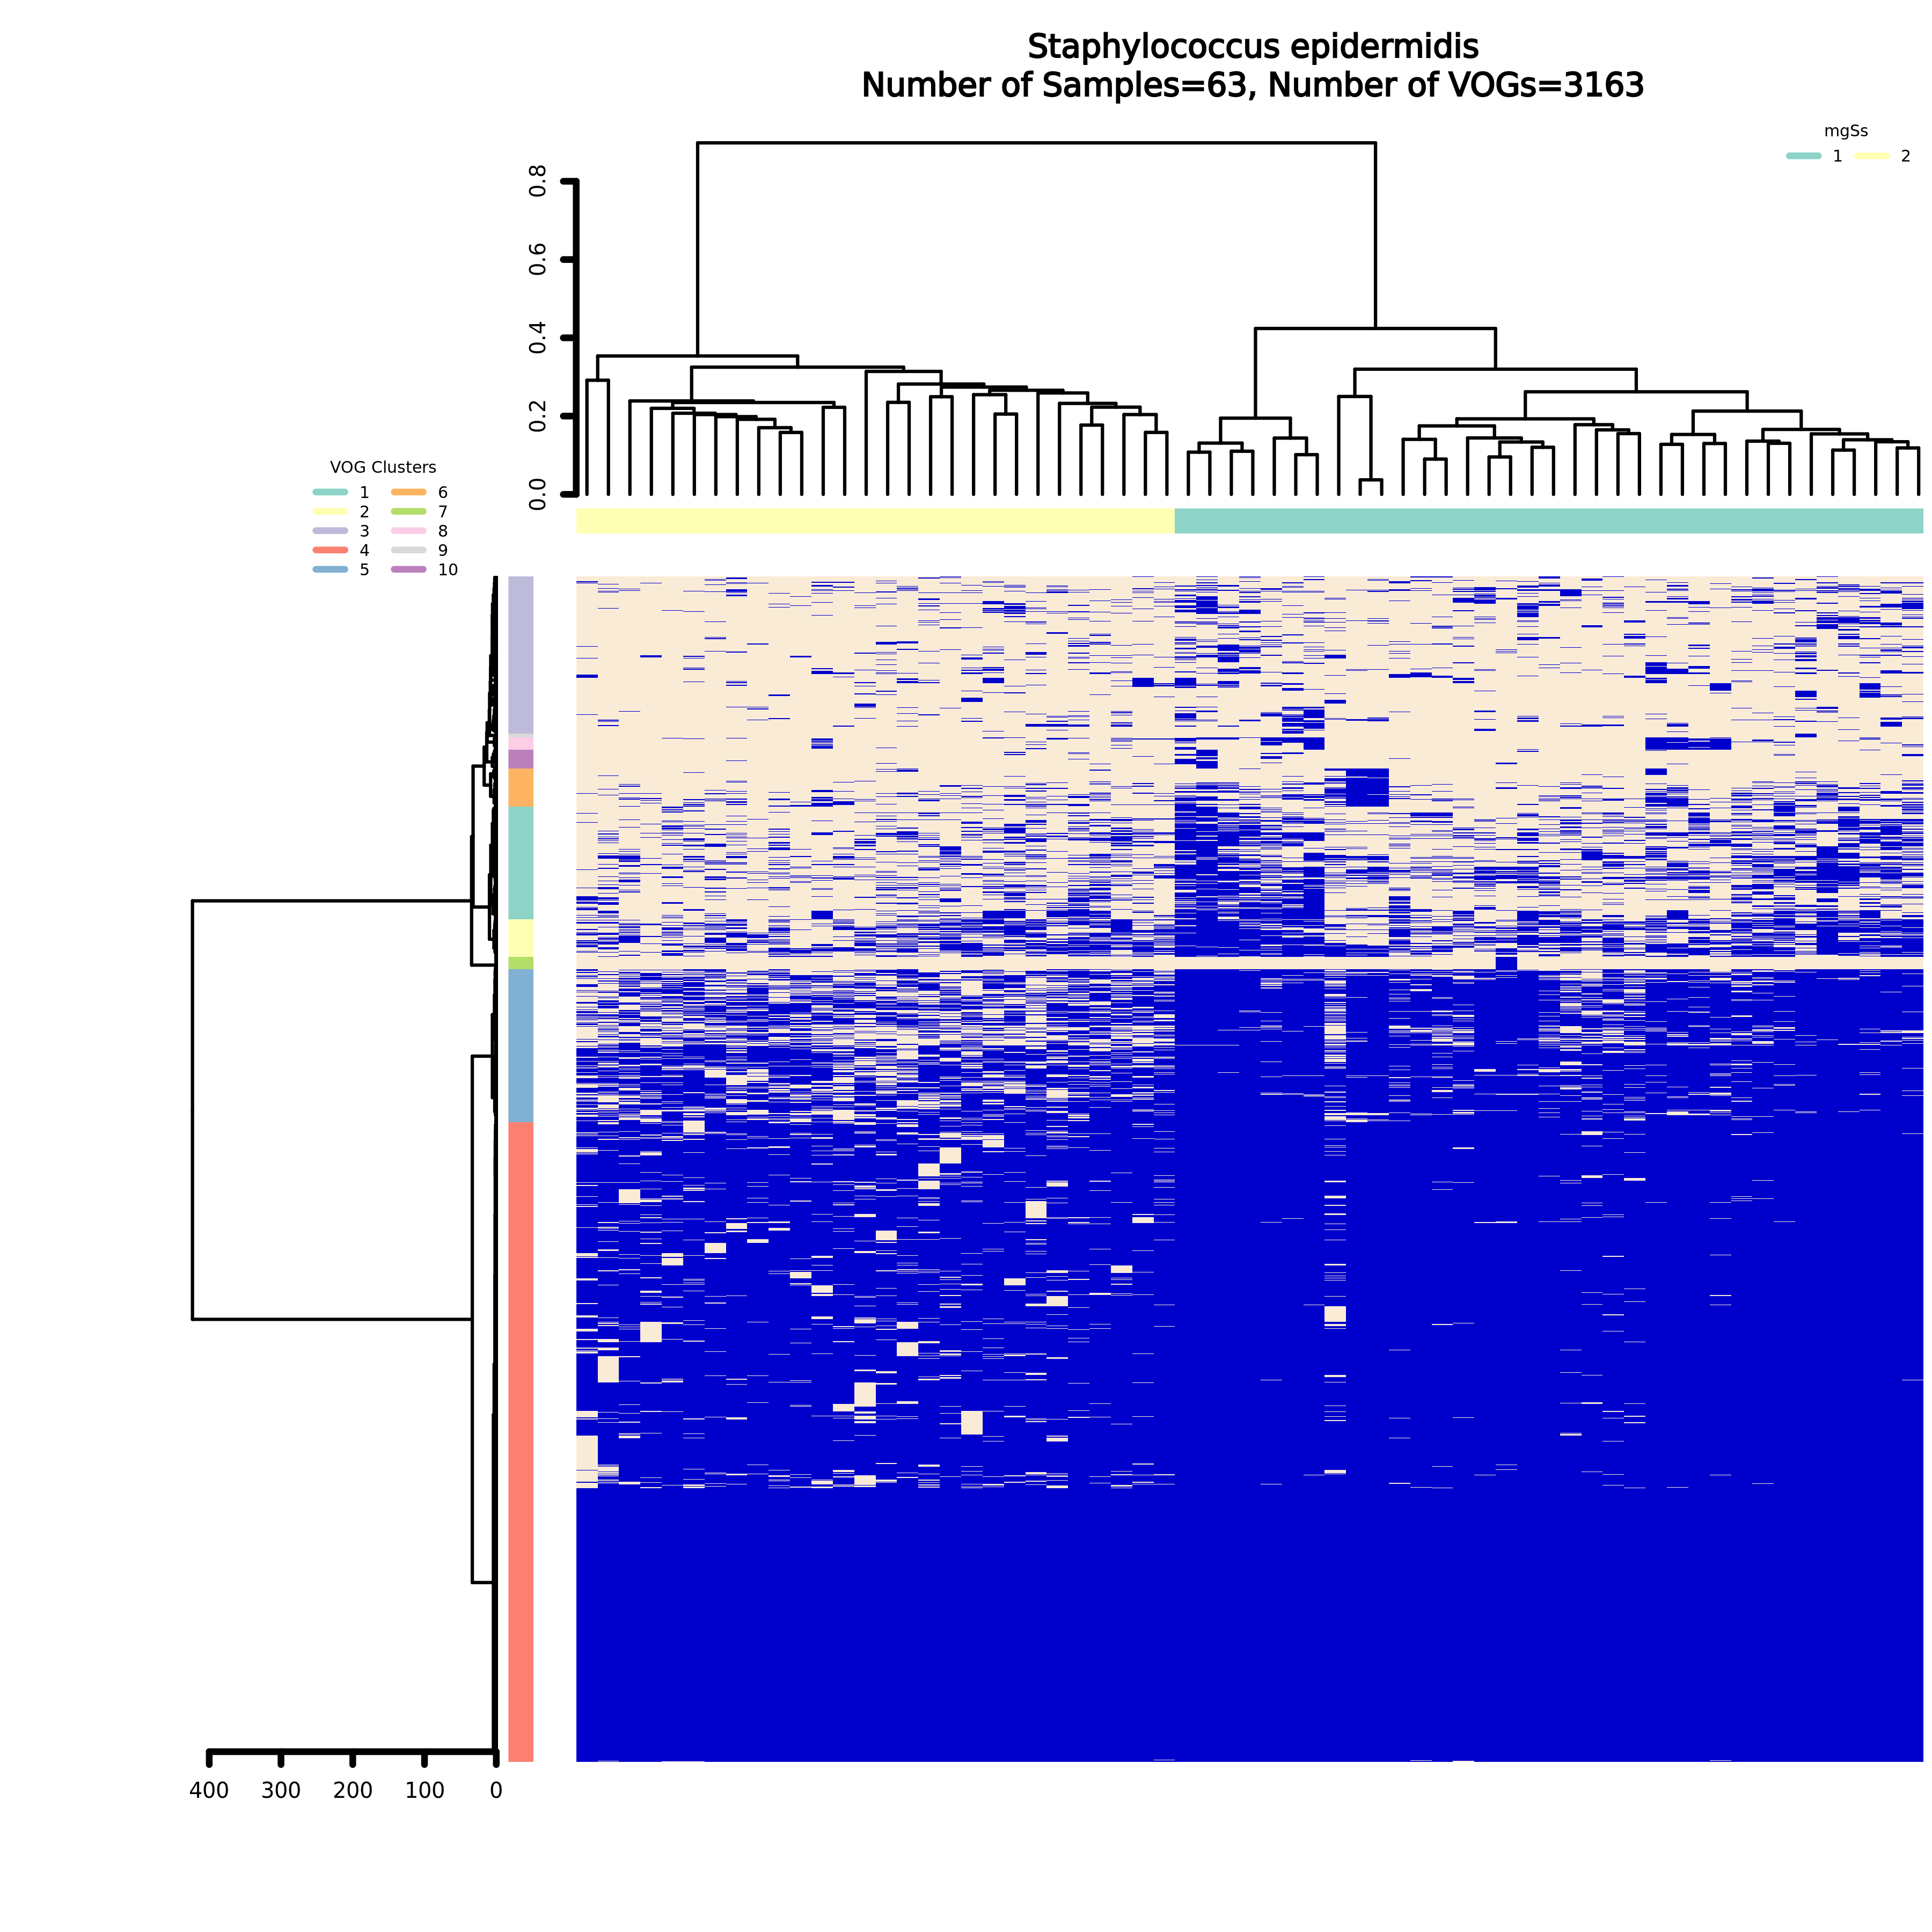 Staphylococcus epidermidis
Number of Samples=63, Number of VOGs=3163
mgSs
1 2
0.8
0.6
0.4
0.2
0.0
VOG Clusters
1 6
2 7
3 8
4 9
5 10
400 300 200 100 0